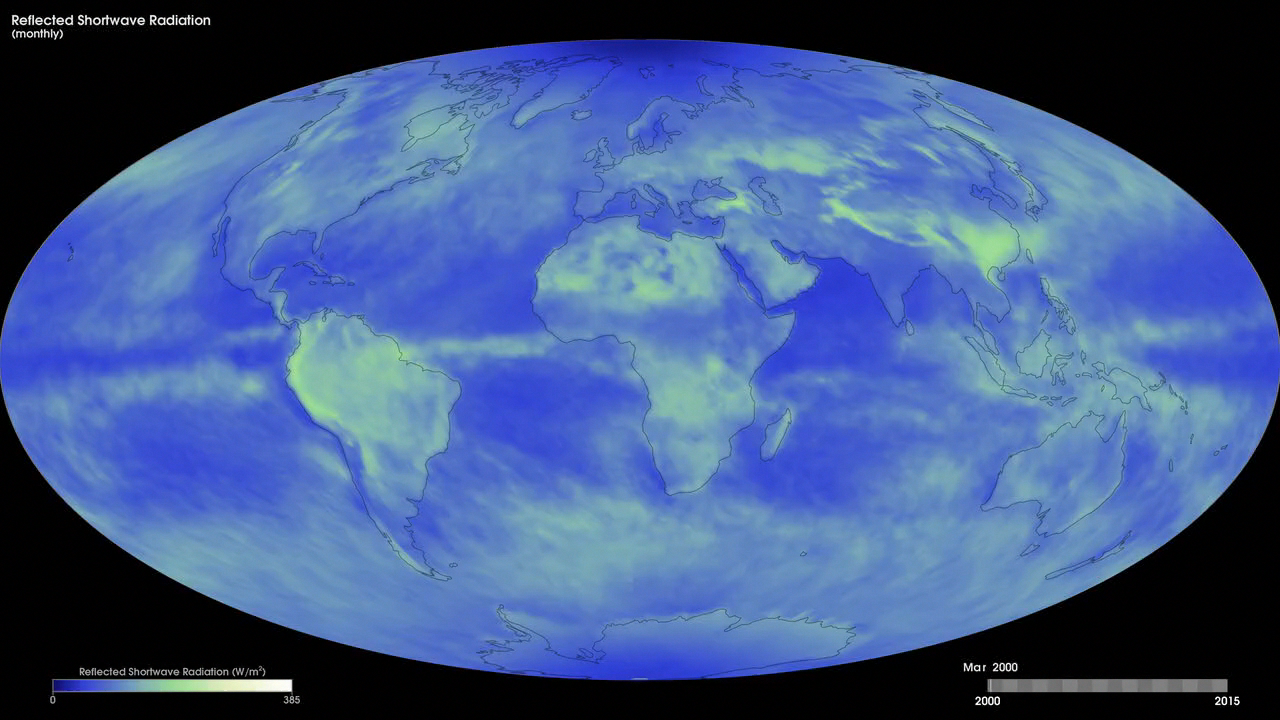 Reflected Shortwave Radiation
(monthly)
Reflected Shortwave Radiation (W/m²)
0 385
Mar 2000
2000 2015